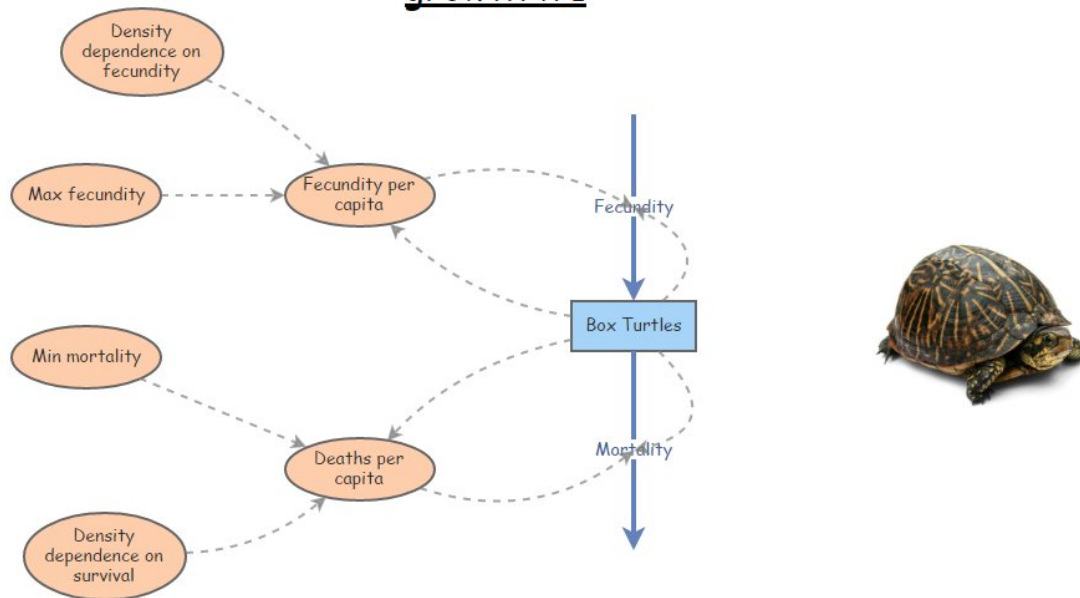 Density
dependence on
fecundity
Max fecundity
Fecundity per
capita
Fecundity
Box Turtles
Min mortality
Mortality
Deaths per
capita
Density
dependence on
survival